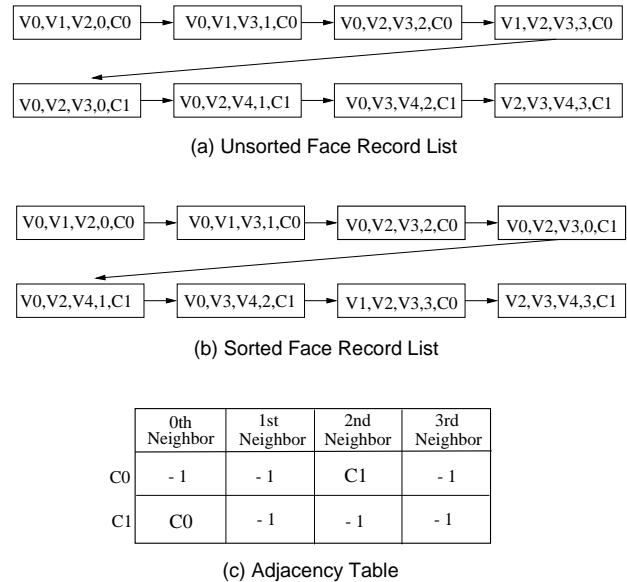 V0,V1,V2,0,C0 V0,V1,V3,1,C0 V0,V2,V3,2,C0 V1,V2,V3,3,C0
V0,V2,V3,0,C1 V0,V2,V4,1,C1 V0,V3,V4,2,C1 V2,V3,V4,3,C1
(a) Unsorted Face Record List
V0,V1,V2,0,C0 V0,V1,V3,1,C0 V0,V2,V3,2,C0 V0,V2,V3,0,C1
V0,V2,V4,1,C1 V0,V3,V4,2,C1 V1,V2,V3,3,C0 V2,V3,V4,3,C1
(b) Sorted Face Record List
0th 1st 2nd 3rd
Neighbor Neighbor Neighbor Neighbor
C0 - 1 - 1 C1 - 1
C1 C0 - 1 - 1 - 1
(c) Adjacency Table